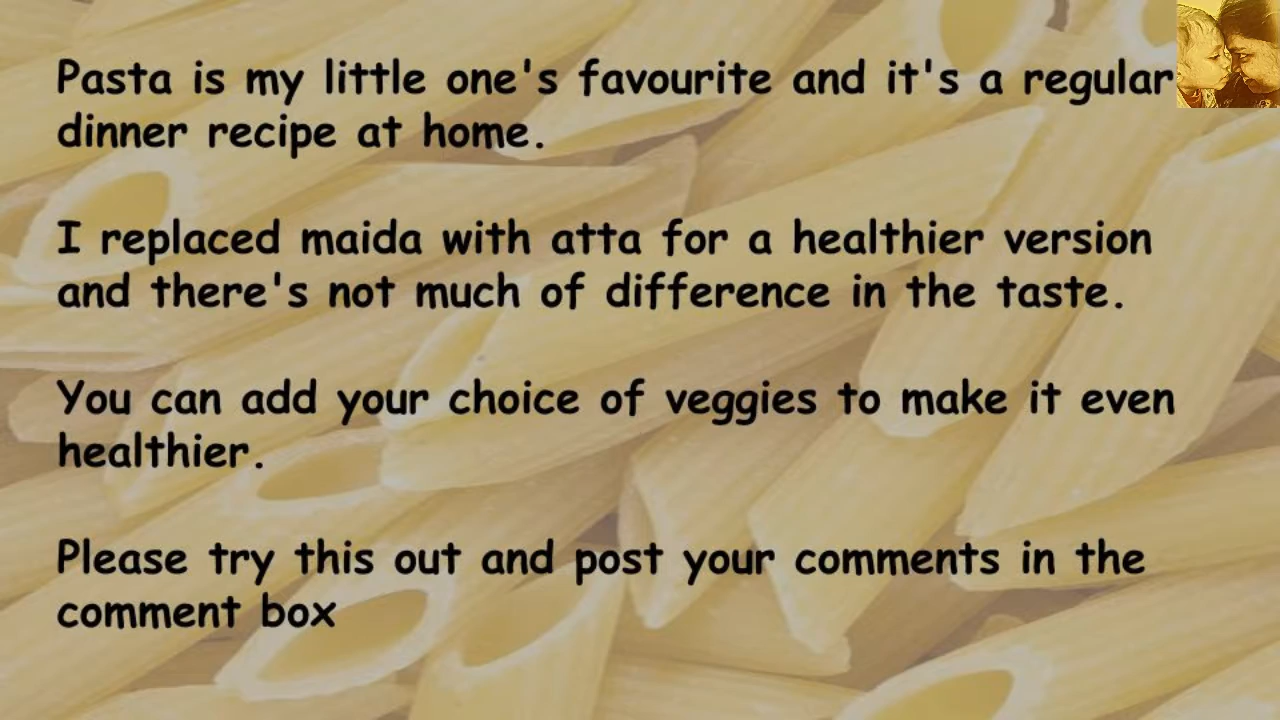 Pasta is my little one's favourite and it's a regular
dinner recipe at home.
I replaced maida with atta for a healthier version
and there's not much of difference in the taste.
You can add your choice of veggies to make it even
healthier.
Please try this out and post your comments in the
comment box